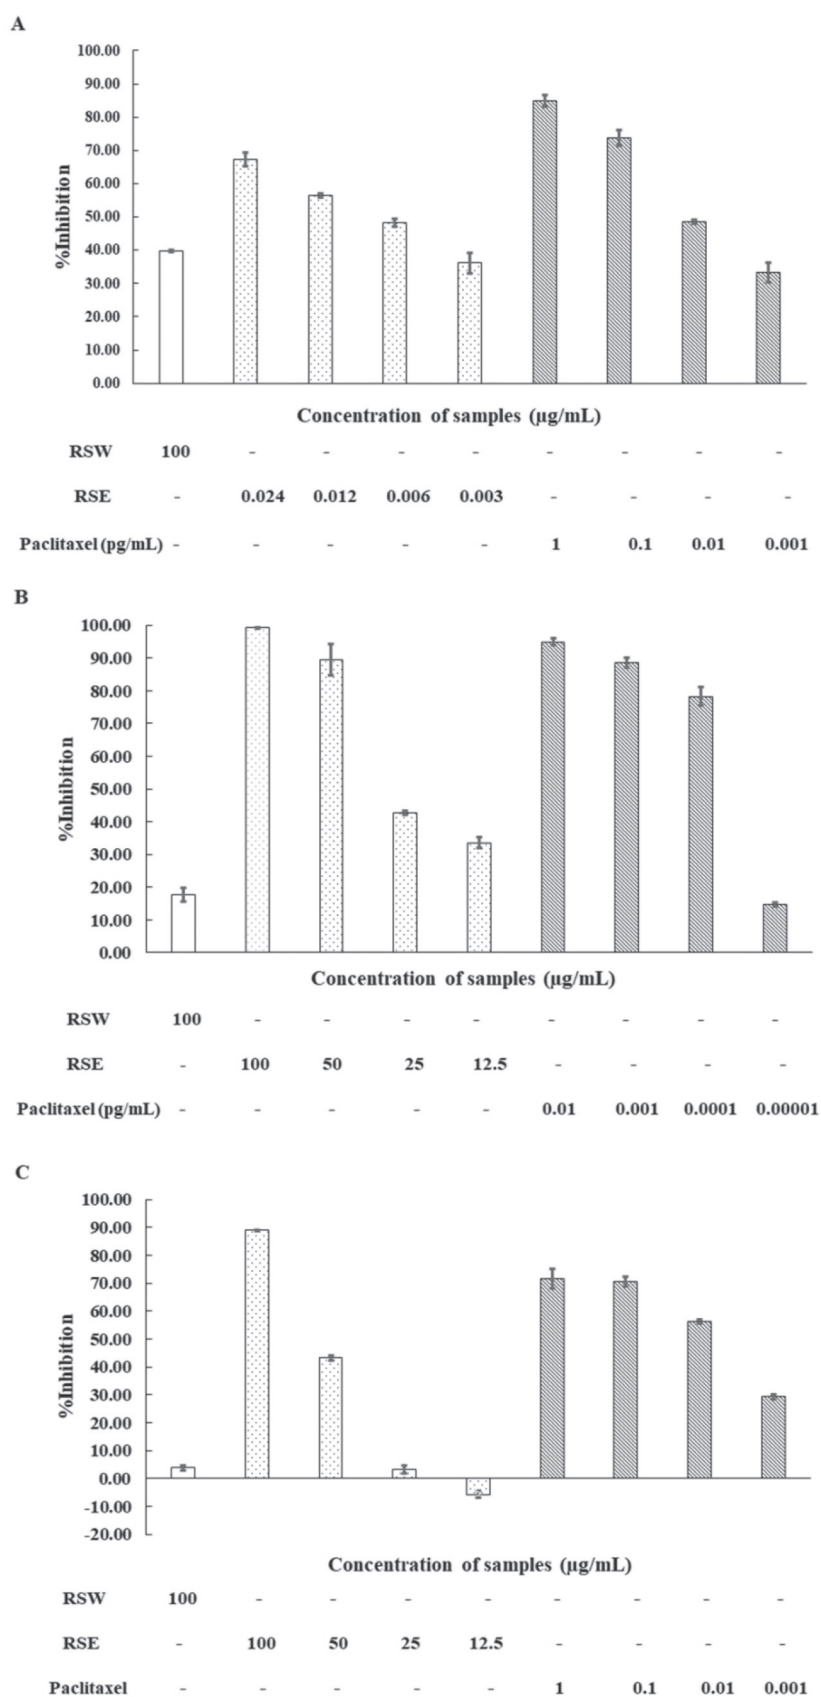 A
100.00
90.00
80.00
70.00
60.00
50.00
40.00
30.00
20.00
10.00
0.00
%Inhibition
Concentration of samples (µg/mL)
RSW 100 - - - - - - - -
RSE - 0.024 0.012 0.006 0.003 - - - -
Paclitaxel (pg/mL) - - - - - 1 0.1 0.01 0.001
B
100.00
90.00
80.00
70.00
60.00
50.00
40.00
30.00
20.00
10.00
0.00
%Inhibition
Concentration of samples (µg/mL)
RSW 100 - - - - - - - -
RSE - 100 50 25 12.5 - - - -
Paclitaxel (pg/mL) - - - - - 0.01 0.001 0.0001 0.00001
C
100.00
90.00
80.00
70.00
60.00
50.00
40.00
30.00
20.00
10.00
0.00
-10.00
-20.00
%Inhibition
Concentration of samples (µg/mL)
RSW 100 - - - - - - - -
RSE - 100 50 25 12.5 - - - -
Paclitaxel - - - - - 1 0.1 0.01 0.001